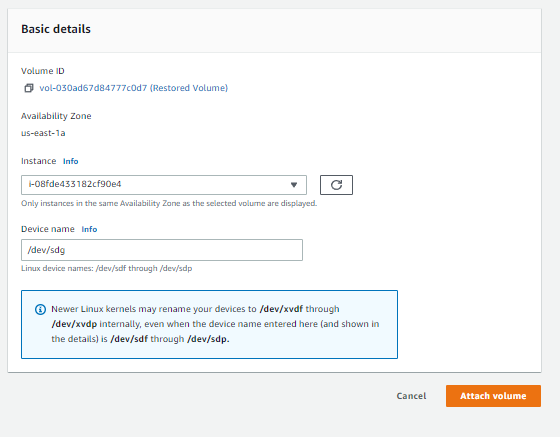 Basic details
Volume ID
vol-030ad67d84777c0d7 (Restored Volume)
Availability Zone
us-east-1a
Instance Info
i-08fde433182cf90e4
Only instances in the same Availability Zone as the selected volume are displayed.
Device name Info
/dev/sdg
Linux device names: /dev/sdf through /dev/sdp
Newer Linux kernels may rename your devices to /dev/xvdf through
/dev/xvdp internally, even when the device name entered here (and shown in
the details) is /dev/sdf through /dev/sdp.
Cancel Attach volume